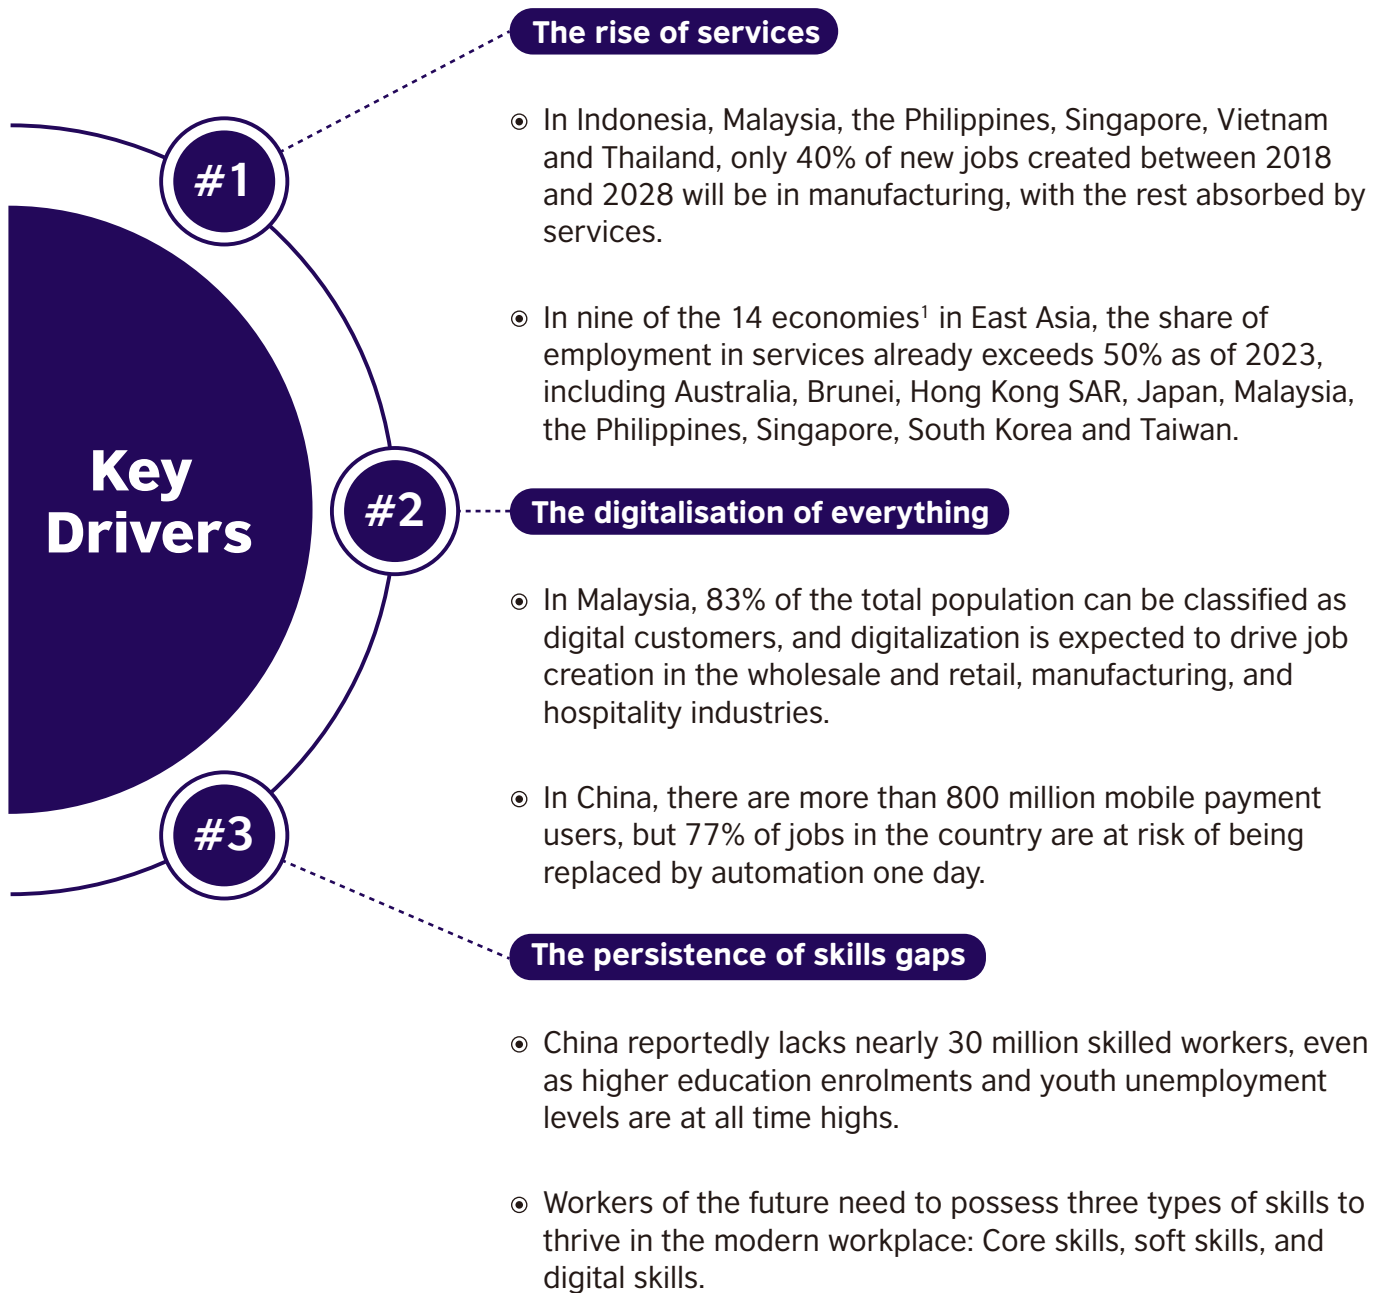 The rise of services
#1
⦿ In Indonesia, Malaysia, the Philippines, Singapore, Vietnam
and Thailand, only 40% of new jobs created between 2018
and 2028 will be in manufacturing, with the rest absorbed by
services.
⦿ In nine of the 14 economies¹ in East Asia, the share of
employment in services already exceeds 50% as of 2023,
including Australia, Brunei, Hong Kong SAR, Japan, Malaysia,
the Philippines, Singapore, South Korea and Taiwan.
Key
Drivers
#2
The digitalisation of everything
⦿ In Malaysia, 83% of the total population can be classified as
digital customers, and digitalization is expected to drive job
creation in the wholesale and retail, manufacturing, and
hospitality industries.
⦿ In China, there are more than 800 million mobile payment
users, but 77% of jobs in the country are at risk of being
replaced by automation one day.
#3
The persistence of skills gaps
⦿ China reportedly lacks nearly 30 million skilled workers, even
as higher education enrolments and youth unemployment
levels are at all time highs.
⦿ Workers of the future need to possess three types of skills to
thrive in the modern workplace: Core skills, soft skills, and
digital skills.